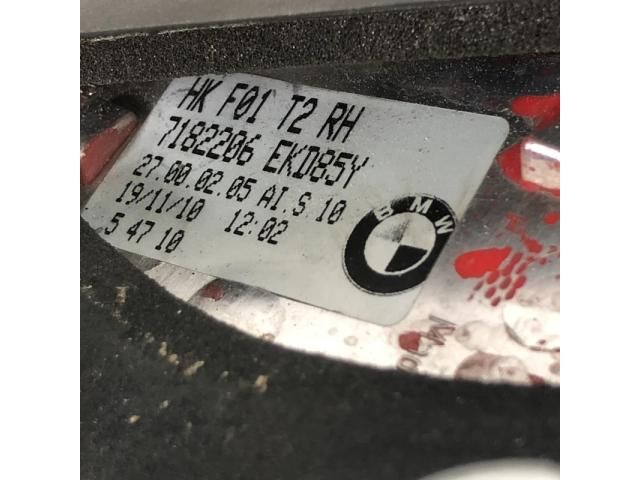 HK F01 T2 RH
7182206 EKD85Y
27.00.02.05 AI.S.10
19/11/10 12:02
5 47 10
BMW